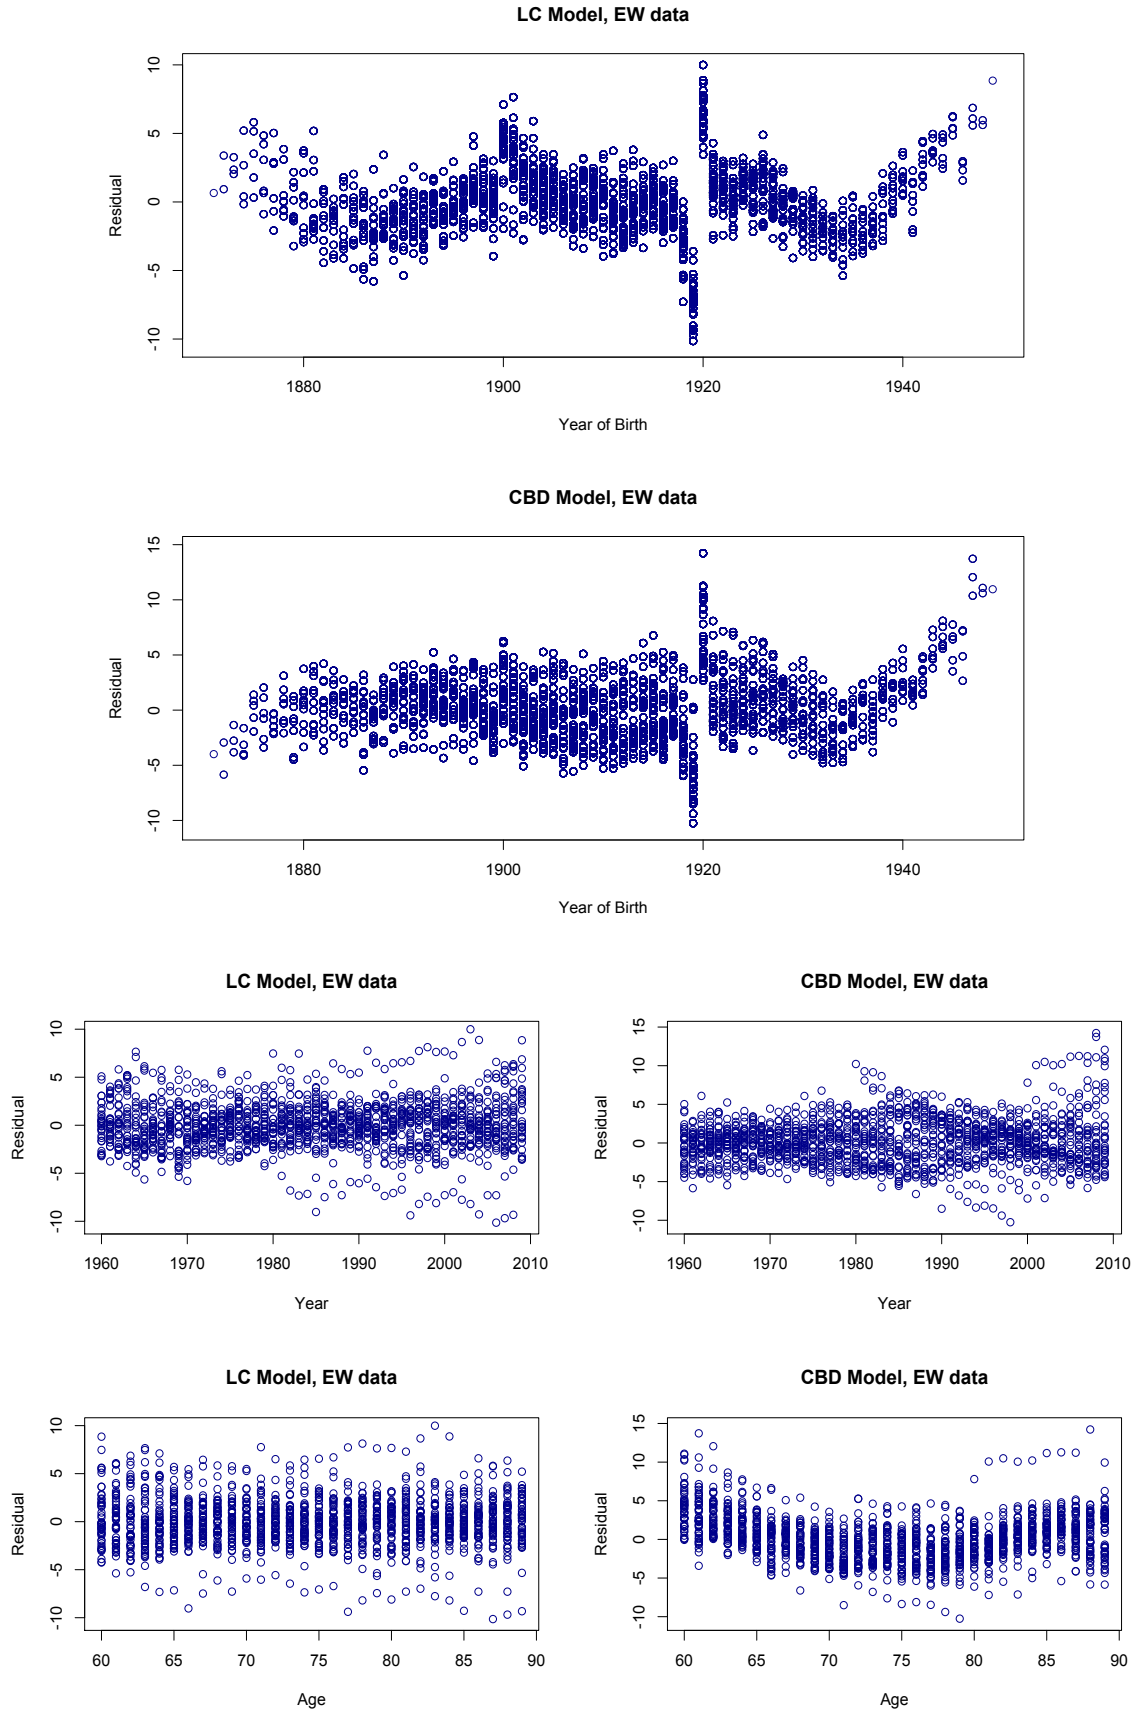 LC Model, EW data
10
5
0
-5
-10
Residual
1880 1900 1920 1940
Year of Birth
CBD Model, EW data
15
10
5
0
-5
-10
Residual
1880 1900 1920 1940
Year of Birth
LC Model, EW data
10
5
0
-5
-10
Residual
1960 1970 1980 1990 2000 2010
Year
CBD Model, EW data
15
10
5
0
-5
-10
Residual
1960 1970 1980 1990 2000 2010
Year
LC Model, EW data
10
5
0
-5
-10
Residual
60 65 70 75 80 85 90
Age
CBD Model, EW data
15
10
5
0
-5
-10
Residual
60 65 70 75 80 85 90
Age